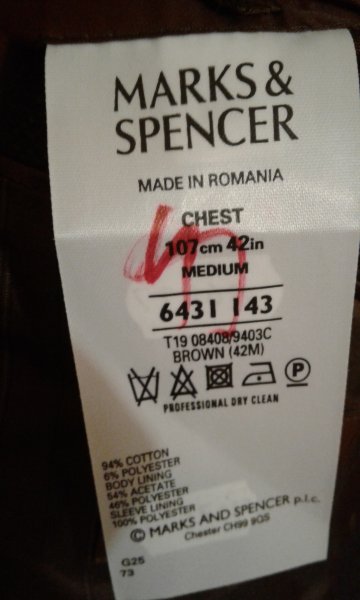 MARKS &
SPENCER
MADE IN ROMANIA
CHEST
107cm 42in
MEDIUM
6431 143
T19 08408/9403C
BROWN (42M)
P
PROFESSIONAL DRY CLEAN
94% COTTON
6% POLYESTER
BODY LINING
54% ACETATE
46% POLYESTER
SLEEVE LINING
100% POLYESTER
© MARKS AND SPENCER p.l.c.
Chester CH99 9QS
G25
73